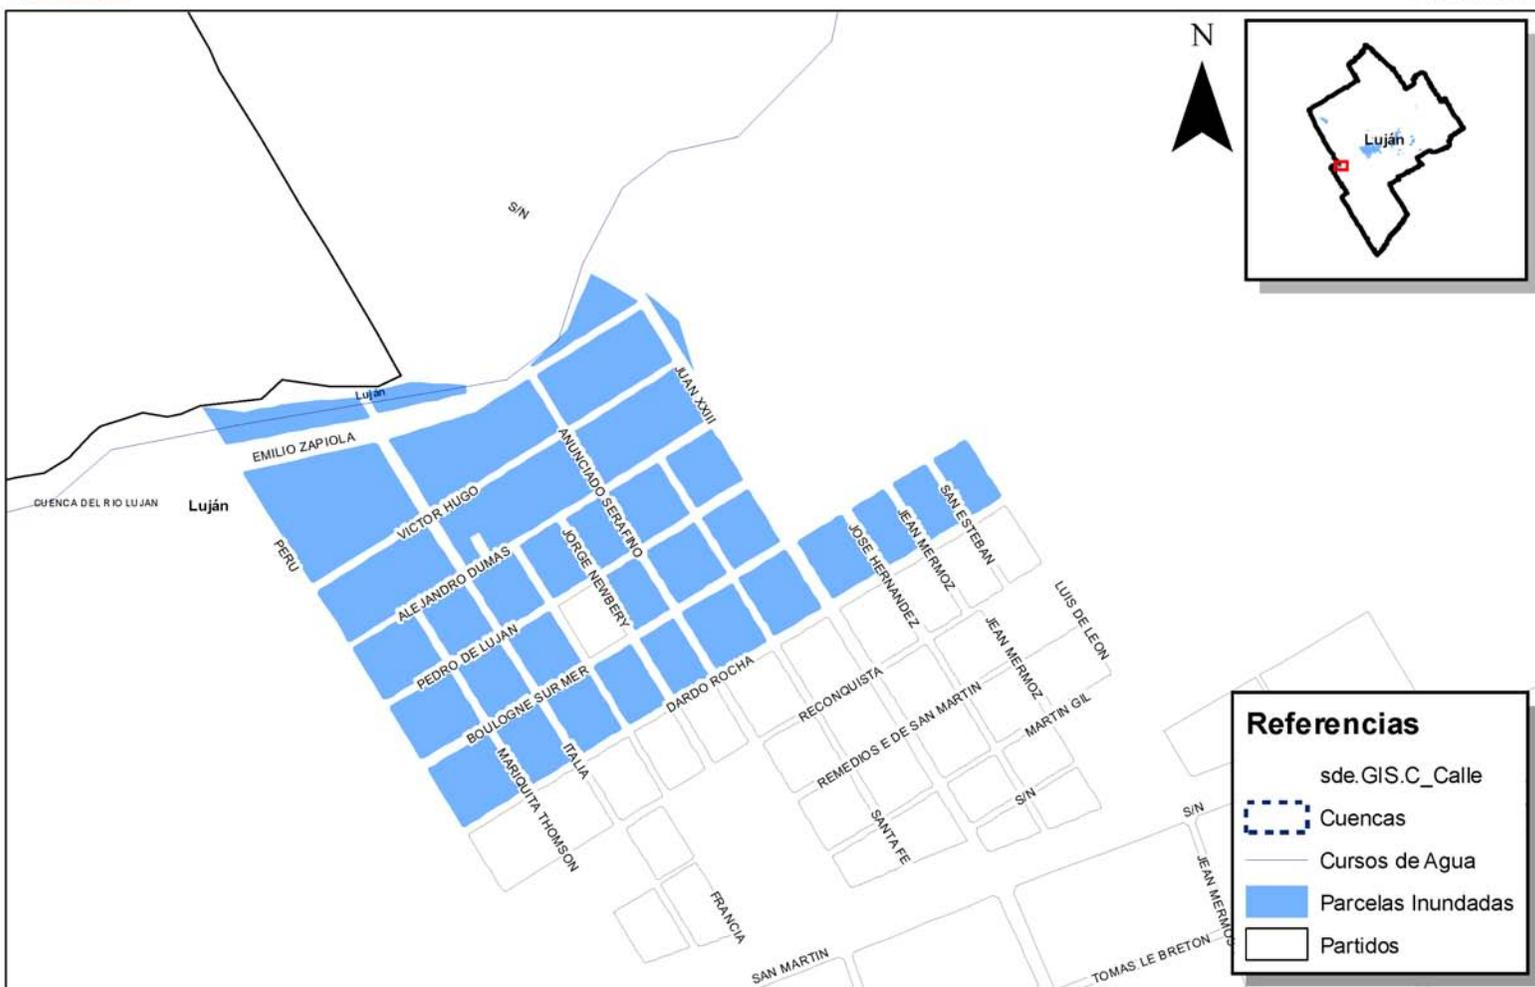 N
Luján
S/N
Luján
EMILIO ZAPIOLA
CUENCA DEL RIO LUJAN
Luján
PERU
VICTOR HUGO
ANUNCIADO SERAFINO
JUAN XXIII
ALEJANDRO DUMAS
JORGE NEWBERY
PEDRO DE LUJAN
BOULOGNE SUR MER
MARIQUITA THOMSON
ITALIA
DARDO ROCHA
JOSE HERNANDEZ
JEAN MERMOZ
SAN ESTEBAN
LUIS DE LEON
JEAN MERMOZ
RECONQUISTA
REMEDIOS E DE SAN MARTIN
MARTIN GIL
S/N
SANTA FE
S/N
FRANCIA
JEAN MERMOS
SAN MARTIN
TOMAS LE BRETON
Referencias
sde.GIS.C_Calle
Cuencas
Cursos de Agua
Parcelas Inundadas
Partidos